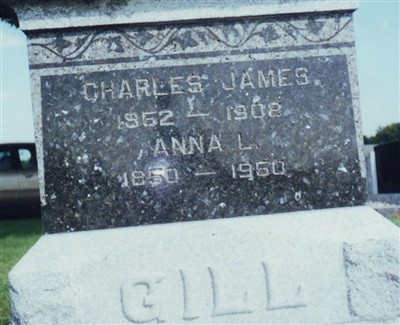 CHARLES JAMES
1852 — 1908
ANNA L.
1850 — 1950
GILL